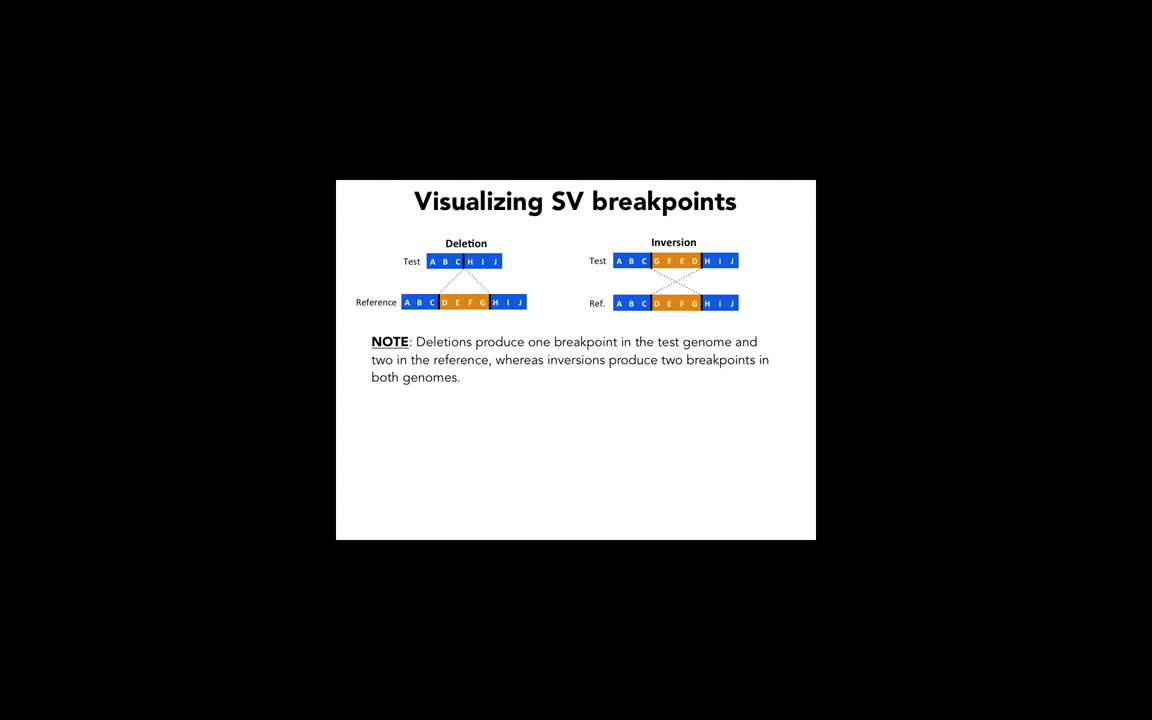 Visualizing SV breakpoints
Deletion
Test A B C H I J
Reference A B C D E F G H I J
Inversion
Test A B C G F E D H I J
Ref. A B C D E F G H I J
NOTE: Deletions produce one breakpoint in the test genome and
two in the reference, whereas inversions produce two breakpoints in
both genomes.